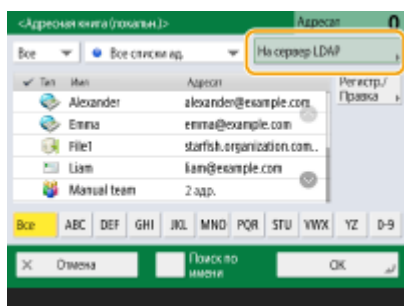 <Адресная книга (локальн.)> Адресат 0
Все Все списки ад. На сервер LDAP
✓ Тип Имя Адресат Регистр./
Правка
Alexander alexander@example.com
Emma emma@example.com
File1 starfish.organization.com..
Liam liam@example.com
Manual team 2 адр.
Все ABC DEF GHI JKL MNO PQR STU VWX YZ 0-9
× Отмена Поиск по имени OK